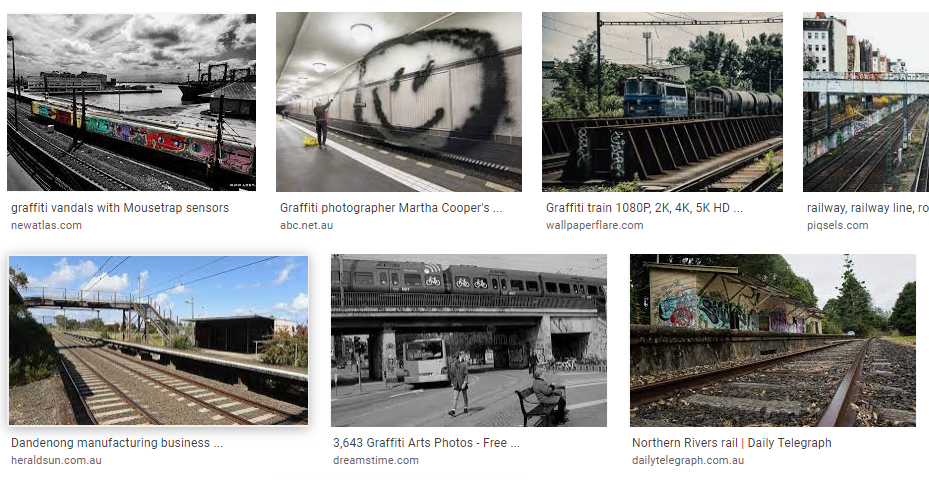 graffiti vandals with Mousetrap sensors
newatlas.com
Graffiti photographer Martha Cooper's ...
abc.net.au
Graffiti train 1080P, 2K, 4K, 5K HD ...
wallpaperflare.com
railway, railway line, ro
piqsels.com
Dandenong manufacturing business ...
heraldsun.com.au
3,643 Graffiti Arts Photos - Free ...
dreamstime.com
Northern Rivers rail | Daily Telegraph
dailytelegraph.com.au